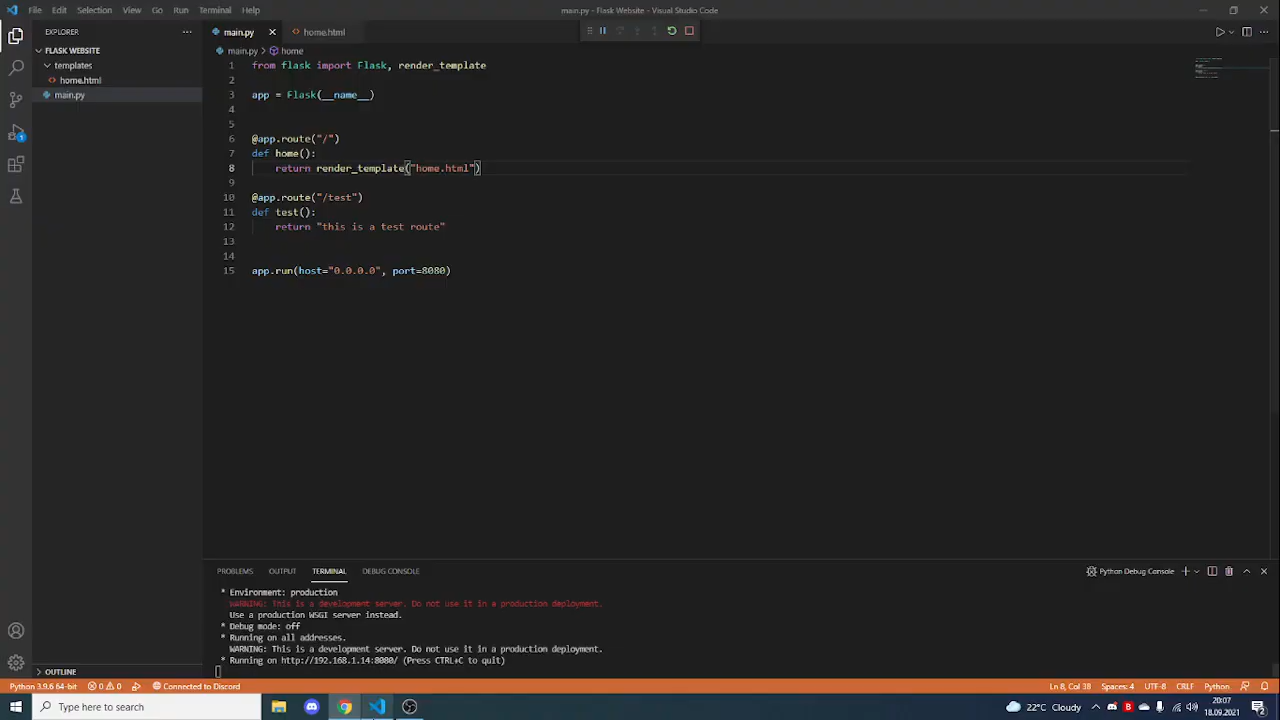 File Edit Selection View Go Run Terminal Help
main.py - Flask Website - Visual Studio Code
EXPLORER
FLASK WEBSITE
templates
home.html
main.py
OUTLINE
main.py
home.html
main.py > home
1 from flask import Flask, render_template
2
3 app = Flask(__name__)
4
5
6 @app.route("/")
7 def home():
8 return render_template("home.html")
9
10 @app.route("/test")
11 def test():
12 return "this is a test route"
13
14
15 app.run(host="0.0.0.0", port=8080)
PROBLEMS OUTPUT TERMINAL DEBUG CONSOLE
Python Debug Console
* Environment: production
WARNING: This is a development server. Do not use it in a production deployment.
Use a production WSGI server instead.
* Debug mode: off
* Running on all addresses.
WARNING: This is a development server. Do not use it in a production deployment.
* Running on http://192.168.1.14:8080/ (Press CTRL+C to quit)
Python 3.9.6 64-bit 0 0 Connected to Discord
Ln 8, Col 38 Spaces: 4 UTF-8 CRLF Python
Type here to search
22°C Cloudy
20:07
18.09.2021
2